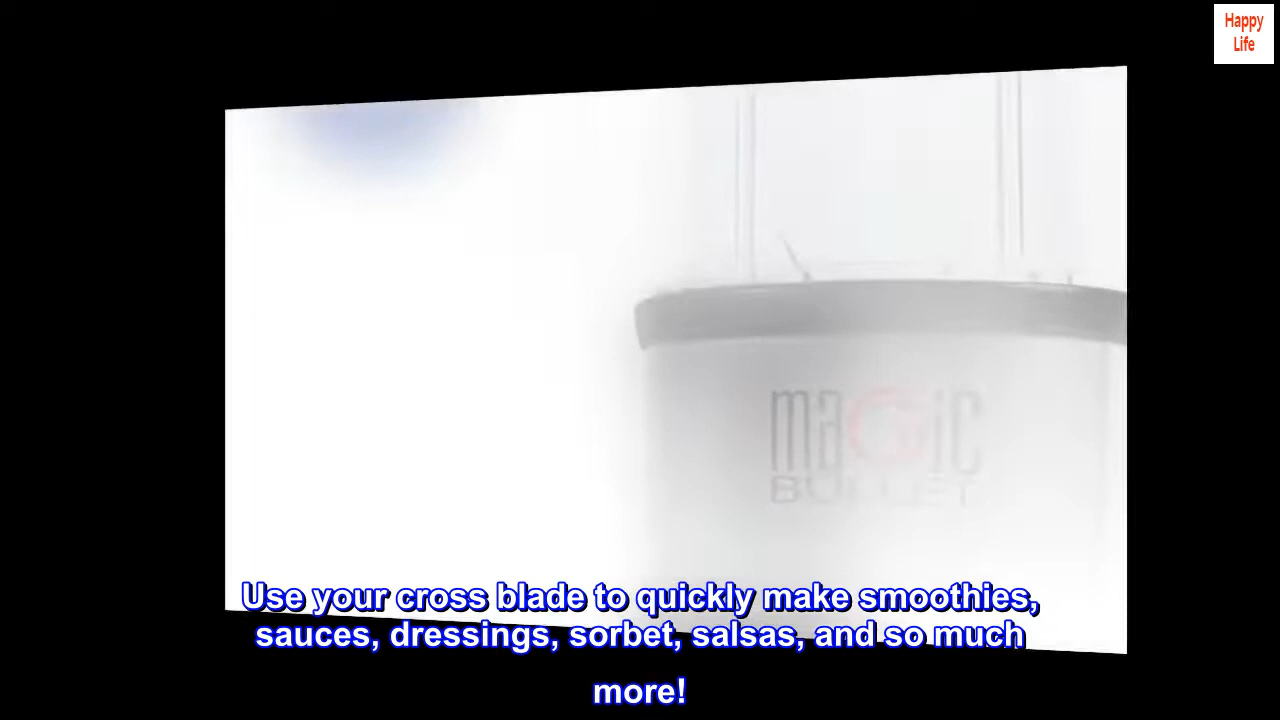 Happy
Life
magic
BULLET
Use your cross blade to quickly make smoothies,
sauces, dressings, sorbet, salsas, and so much
more!